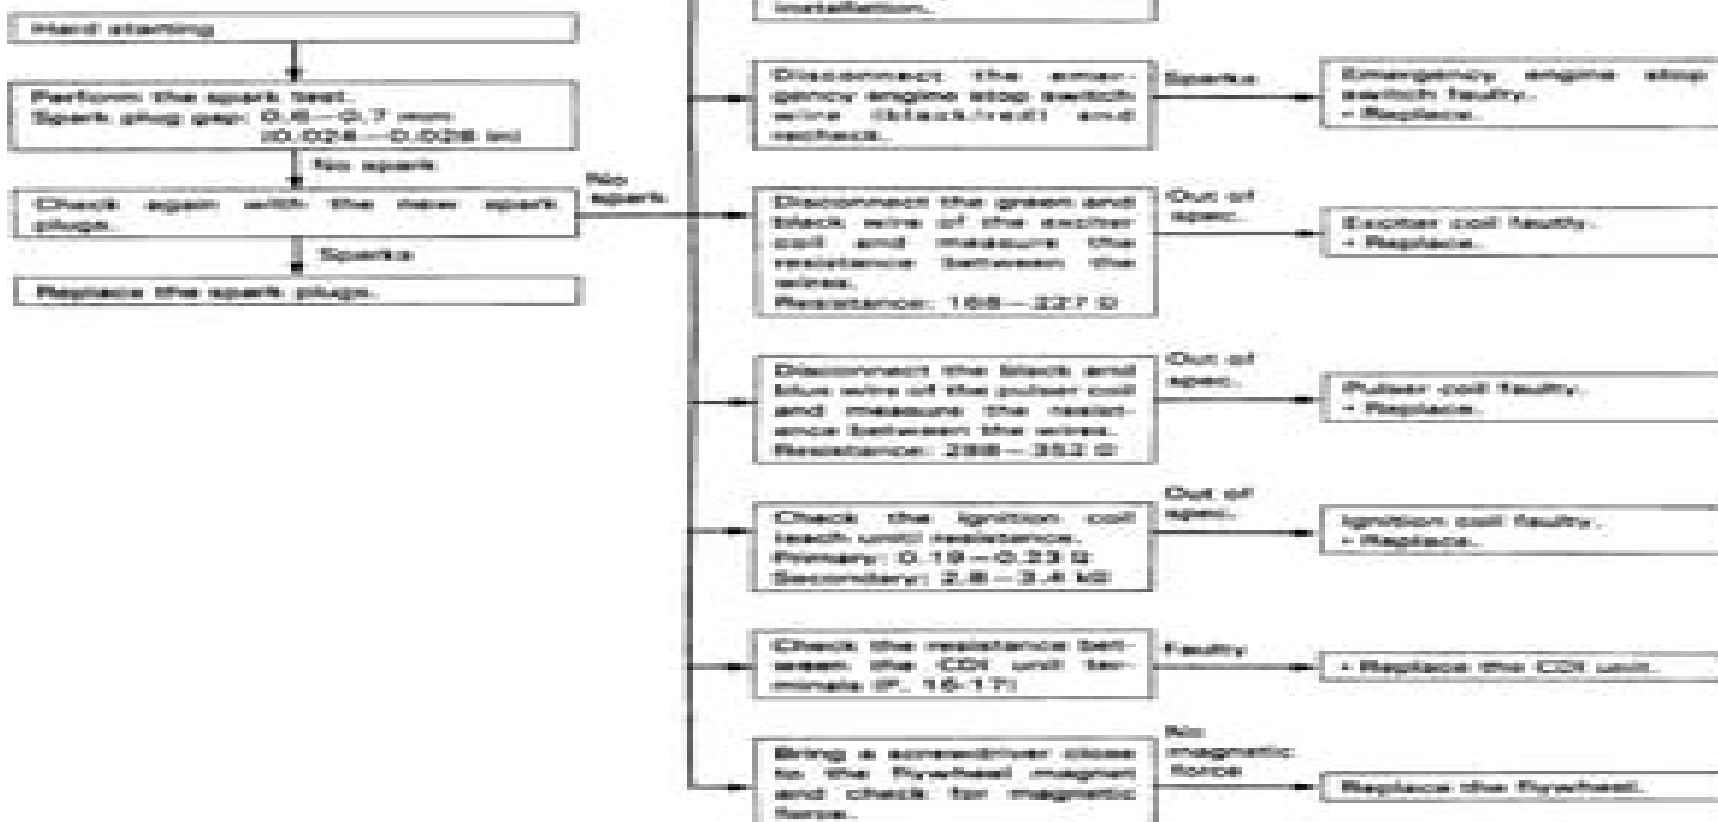 Hard starting
Perform the spark test.
Spark plug gap: 0.6—0.7 mm
(0.024—0.028 in)
No spark
Check again with the new spark
plugs.
Sparks
Replace the spark plugs.
No
spark
installation.
Disconnect the emer-
gency engine stop switch
wire (black/red) and
recheck.
Sparks
Emergency engine stop
switch faulty.
• Replace.
Disconnect the green and
black wire of the exciter
coil and measure the
resistance between the
wires.
Resistance: 168—227 Ω
Out of
spec.
Exciter coil faulty.
• Replace.
Disconnect the black and
blue wire of the pulser coil
and measure the resist-
ance between the wires.
Resistance: 288—352 Ω
Out of
spec.
Pulser coil faulty.
• Replace.
Check the ignition coil
(each unit) resistance.
Primary: 0.19—0.23 Ω
Secondary: 2.8—3.4 kΩ
Out of
spec.
Ignition coil faulty.
• Replace.
Check the resistance bet-
ween the CDI unit ter-
minals (P. 16-17)
Faulty
• Replace the CDI unit.
Bring a screwdriver close
to the flywheel magnet
and check for magnetic
force.
No
magnetic
force
Replace the flywheel.